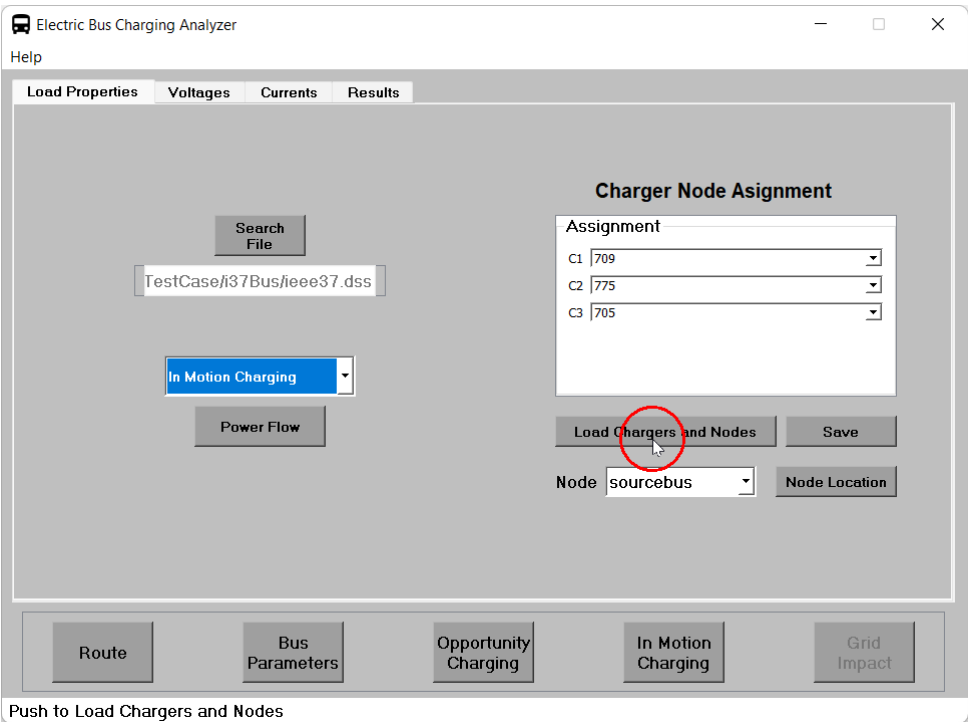 Electric Bus Charging Analyzer
Help
Load Properties Voltages Currents Results
Charger Node Asignment
Search
File
TestCase/i37Bus/ieee37.dss
Assignment
C1 709
C2 775
C3 705
In Motion Charging
Power Flow
Load Chargers and Nodes Save
Node sourcebus Node Location
Route
Bus
Parameters
Opportunity
Charging
In Motion
Charging
Grid
Impact
Push to Load Chargers and Nodes